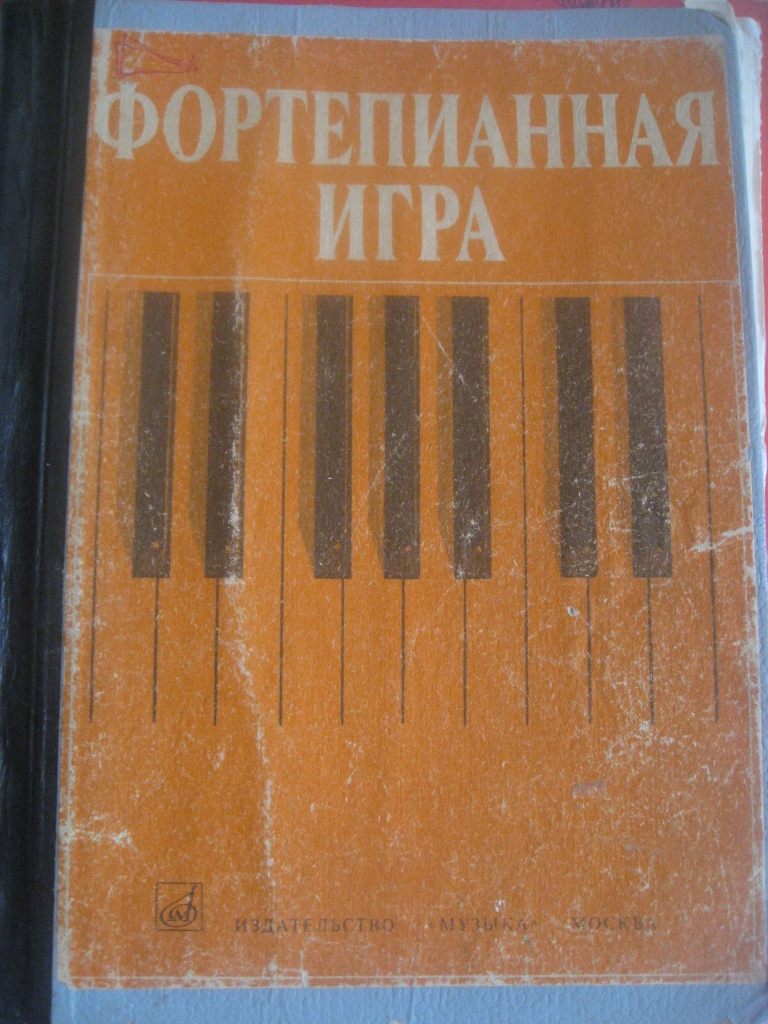 ФОРТЕПИАННАЯ
ИГРА
ИЗДАТЕЛЬСТВО «МУЗЫКА» МОСКВА